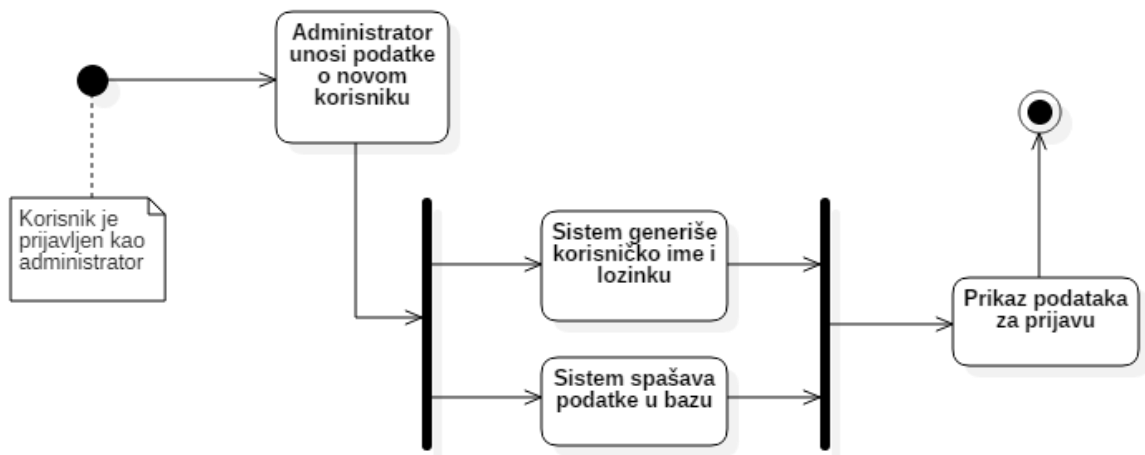 Administrator
unosi podatke
o novom
korisniku
Korisnik je
prijavljen kao
administrator
Sistem generiše
korisničko ime i
lozinku
Sistem spašava
podatke u bazu
Prikaz podataka
za prijavu